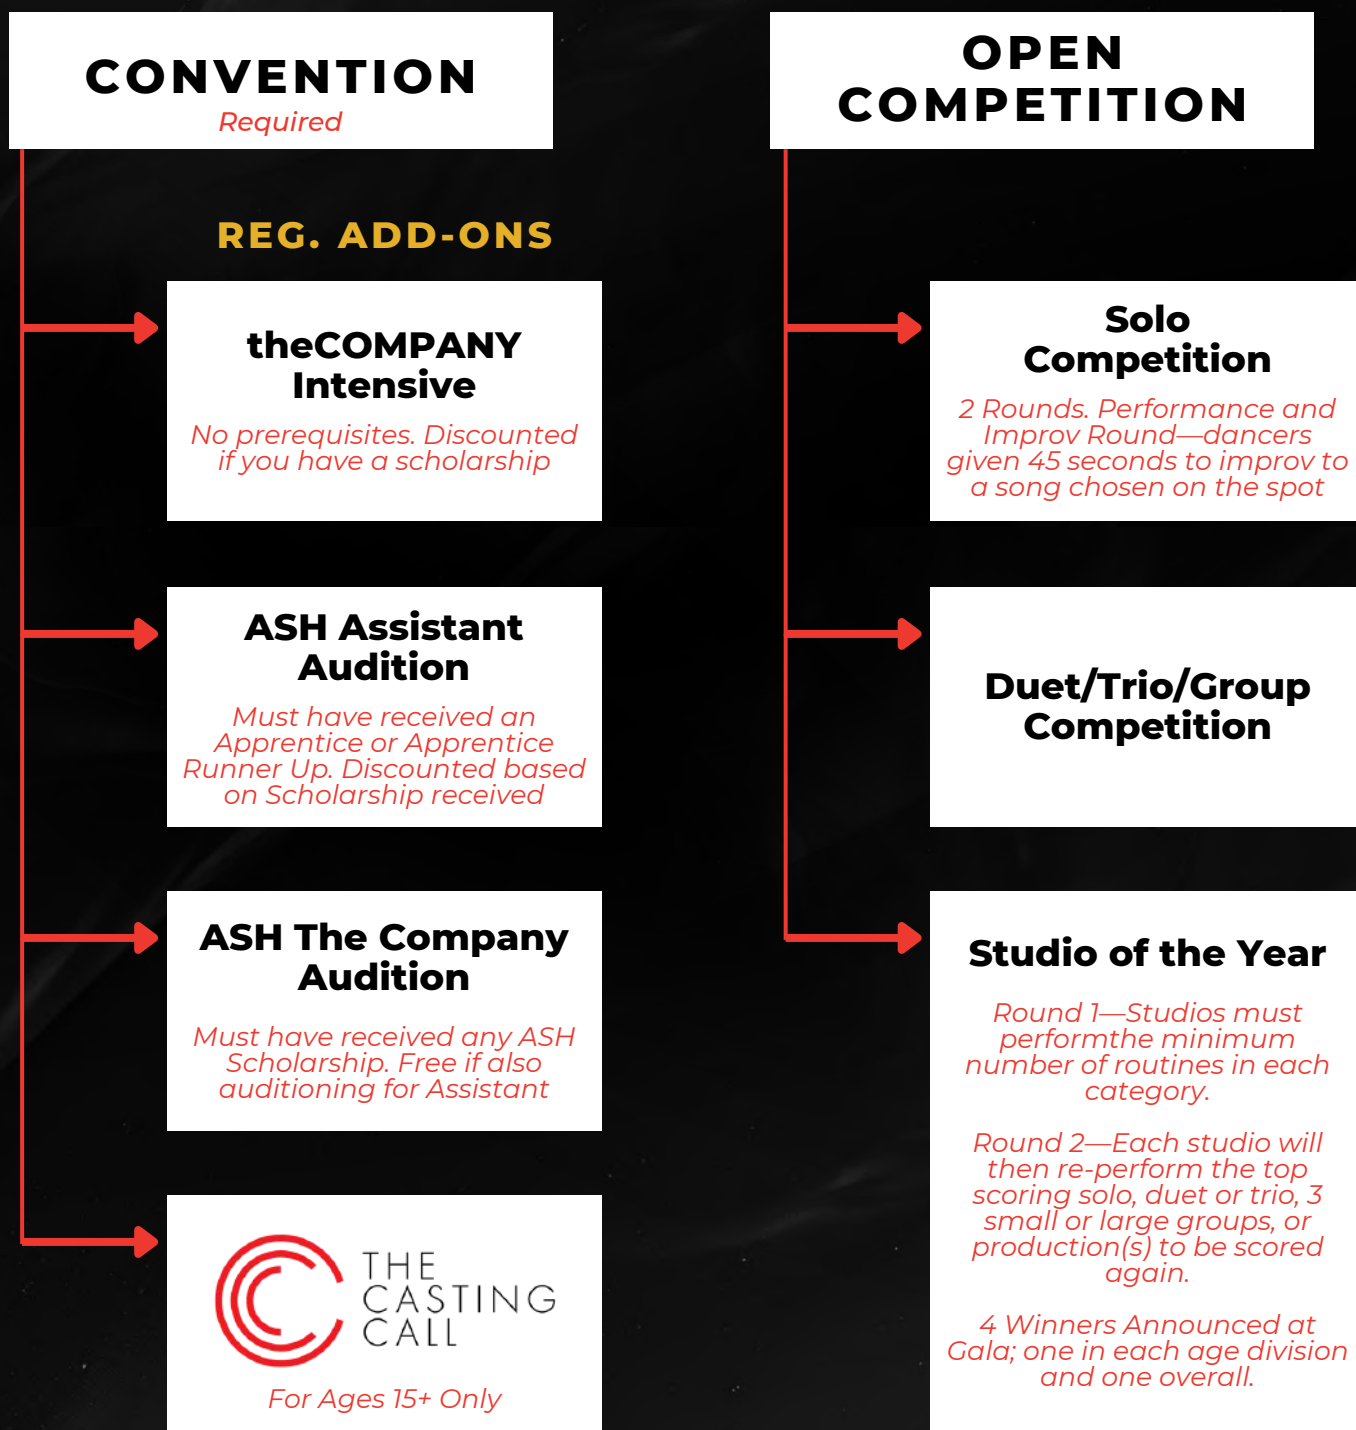 CONVENTION
Required
REG. ADD-ONS
theCOMPANY
Intensive
No prerequisites. Discounted
if you have a scholarship
ASH Assistant
Audition
Must have received an
Apprentice or Apprentice
Runner Up. Discounted based
on Scholarship received
ASH The Company
Audition
Must have received any ASH
Scholarship. Free if also
auditioning for Assistant
THE
CASTING
CALL
For Ages 15+ Only
OPEN
COMPETITION
Solo
Competition
2 Rounds. Performance and
Improv Round—dancers
given 45 seconds to improv to
a song chosen on the spot
Duet/Trio/Group
Competition
Studio of the Year
Round 1—Studios must
performthe minimum
number of routines in each
category.
Round 2—Each studio will
then re-perform the top
scoring solo, duet or trio, 3
small or large groups, or
production(s) to be scored
again.
4 Winners Announced at
Gala; one in each age division
and one overall.